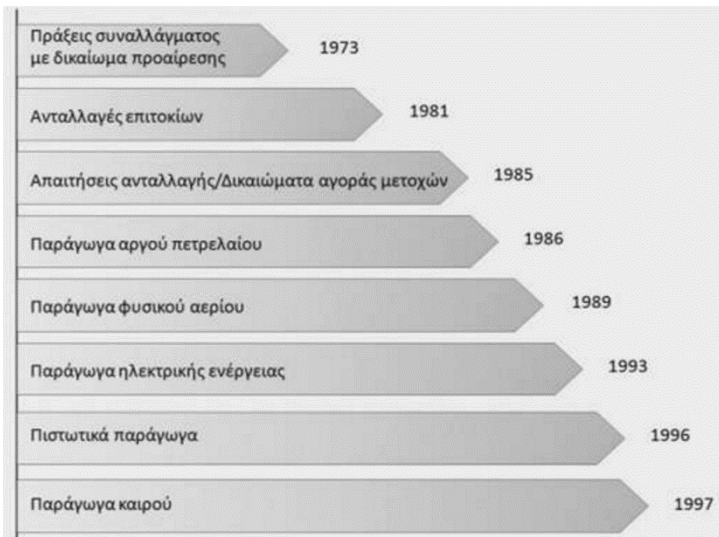 Πράξεις συναλλάγματος
με δικαίωμα προαίρεσης
1973
Ανταλλαγές επιτοκίων
1981
Απαιτήσεις ανταλλαγής/Δικαιώματα αγοράς μετοχών
1985
Παράγωγα αργού πετρελαίου
1986
Παράγωγα φυσικού αερίου
1989
Παράγωγα ηλεκτρικής ενέργειας
1993
Πιστωτικά παράγωγα
1996
Παράγωγα καιρού
1997